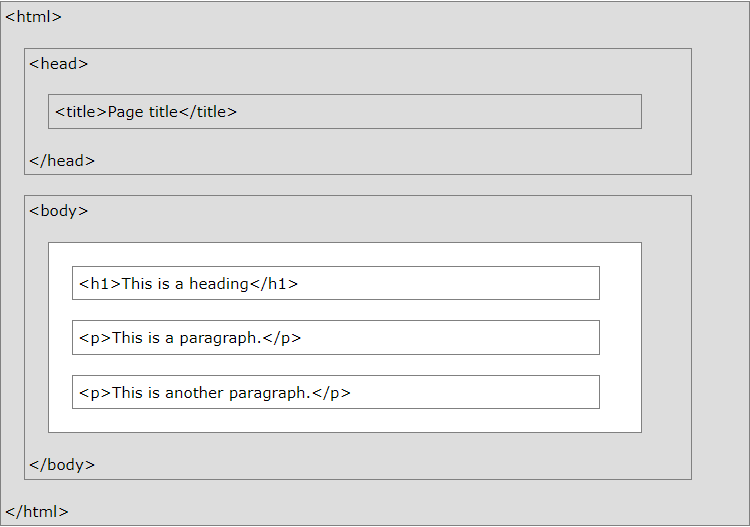 <html>
<head>
<title>Page title</title>
</head>
<body>
<h1>This is a heading</h1>
<p>This is a paragraph.</p>
<p>This is another paragraph.</p>
</body>
</html>